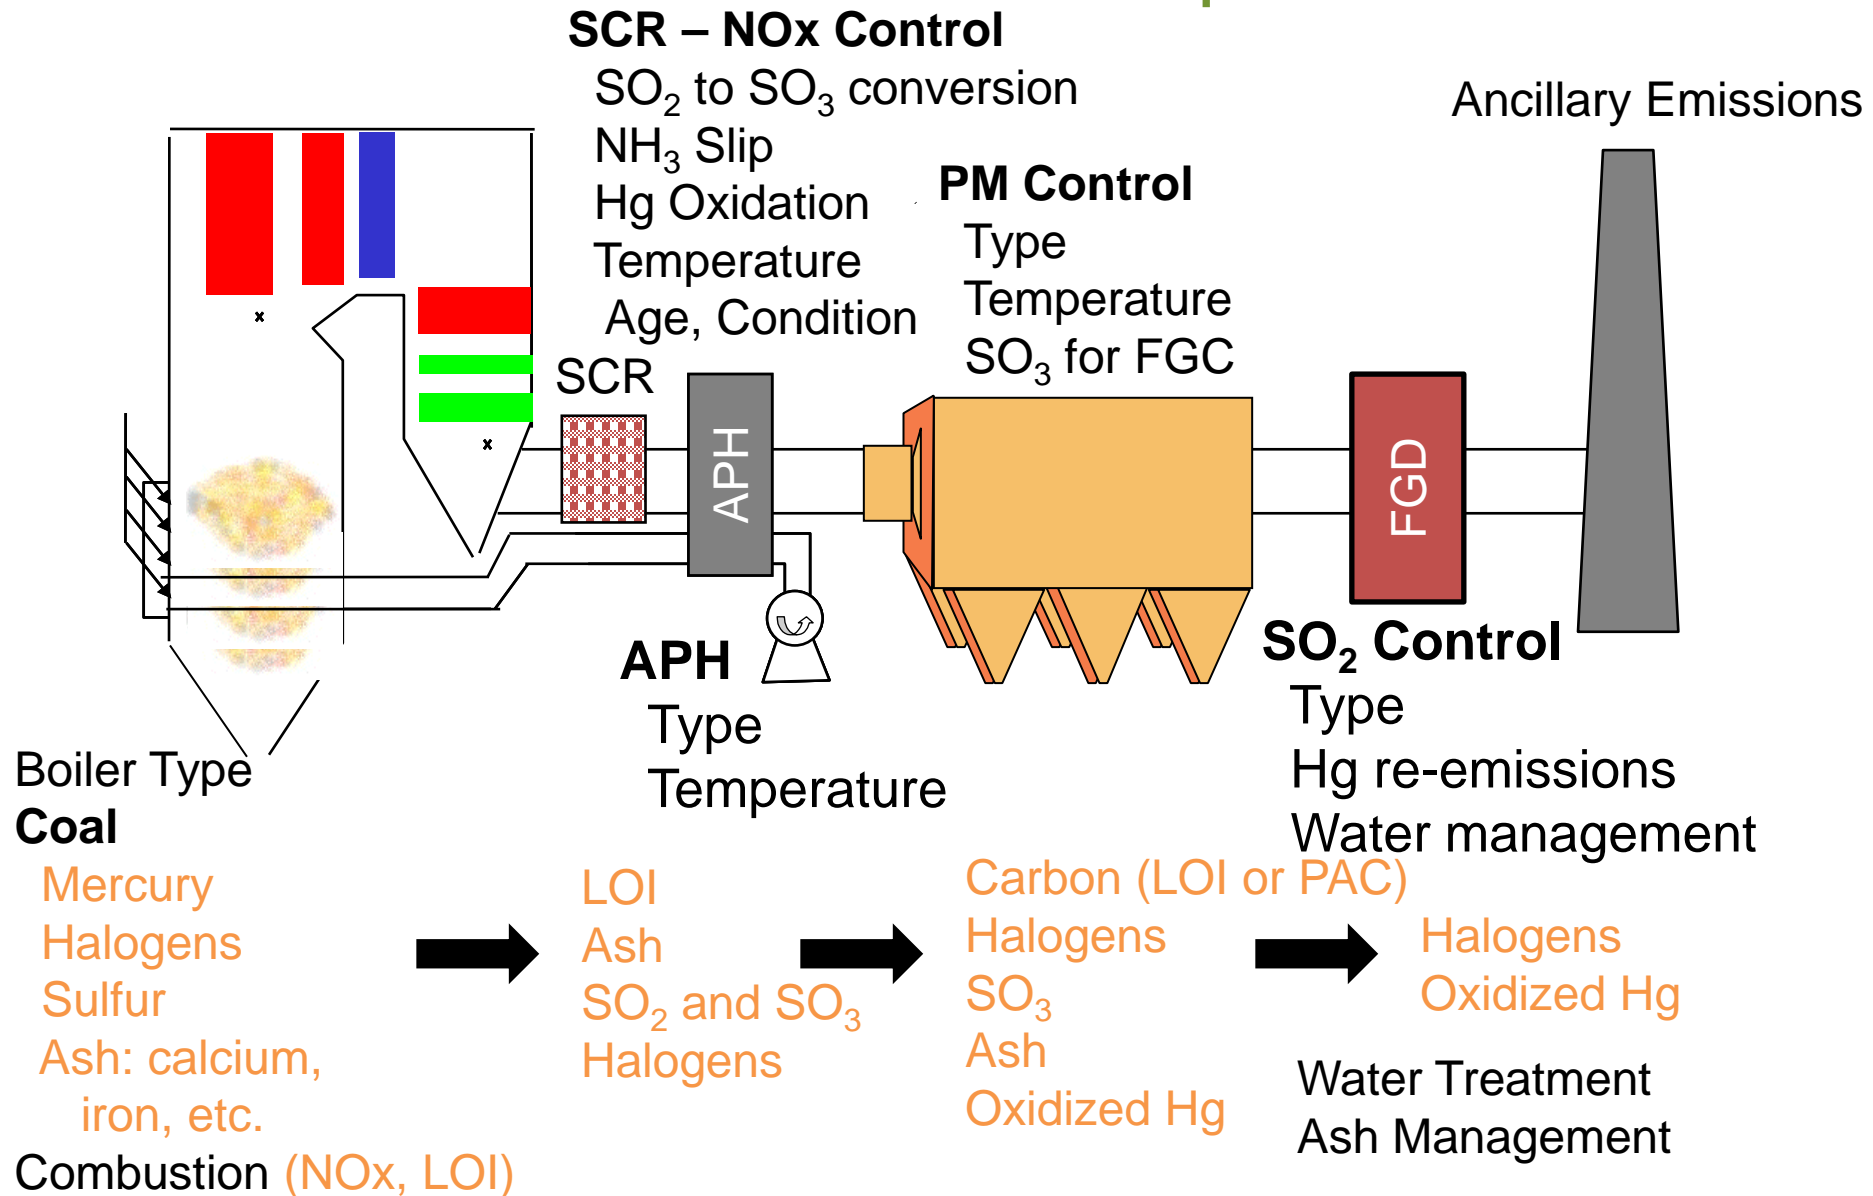 SCR – NOx Control
SO2 to SO3 conversion
NH3 Slip
Hg Oxidation
Temperature
Age, Condition
SCR
PM Control
Type
Temperature
SO3 for FGC
Ancillary Emissions
APH
FGD
APH
Type
Temperature
SO2 Control
Type
Hg re-emissions
Water management
Boiler Type
Coal
Mercury
Halogens
Sulfur
Ash: calcium,
iron, etc.
Combustion (NOx, LOI)
LOI
Ash
SO2 and SO3
Halogens
Carbon (LOI or PAC)
Halogens
SO3
Ash
Oxidized Hg
Halogens
Oxidized Hg
Water Treatment
Ash Management